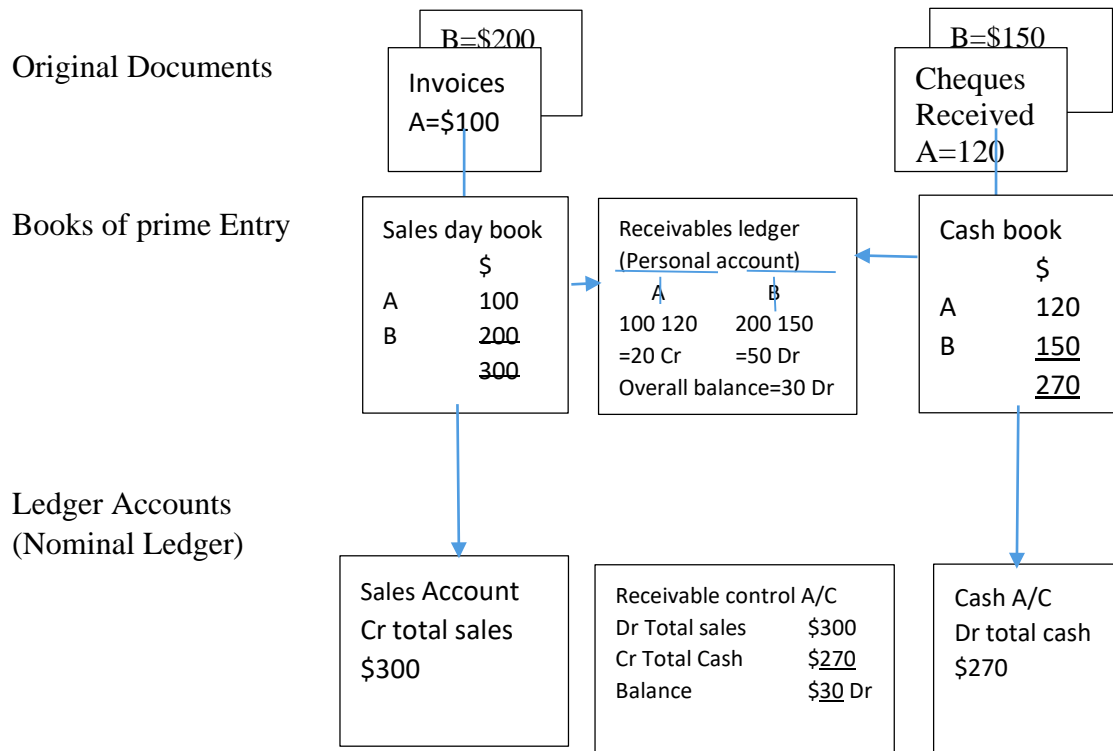 Original Documents
B=$200
Invoices
A=$100
B=$150
Cheques
Received
A=120
Books of prime Entry
Sales day book
$
A 100
B 200
300
Receivables ledger
(Personal account)
A B
100 120 200 150
=20 Cr =50 Dr
Overall balance=30 Dr
Cash book
$
A 120
B 150
270
Ledger Accounts
(Nominal Ledger)
Sales Account
Cr total sales
$300
Receivable control A/C
Dr Total sales $300
Cr Total Cash $270
Balance $30 Dr
Cash A/C
Dr total cash
$270